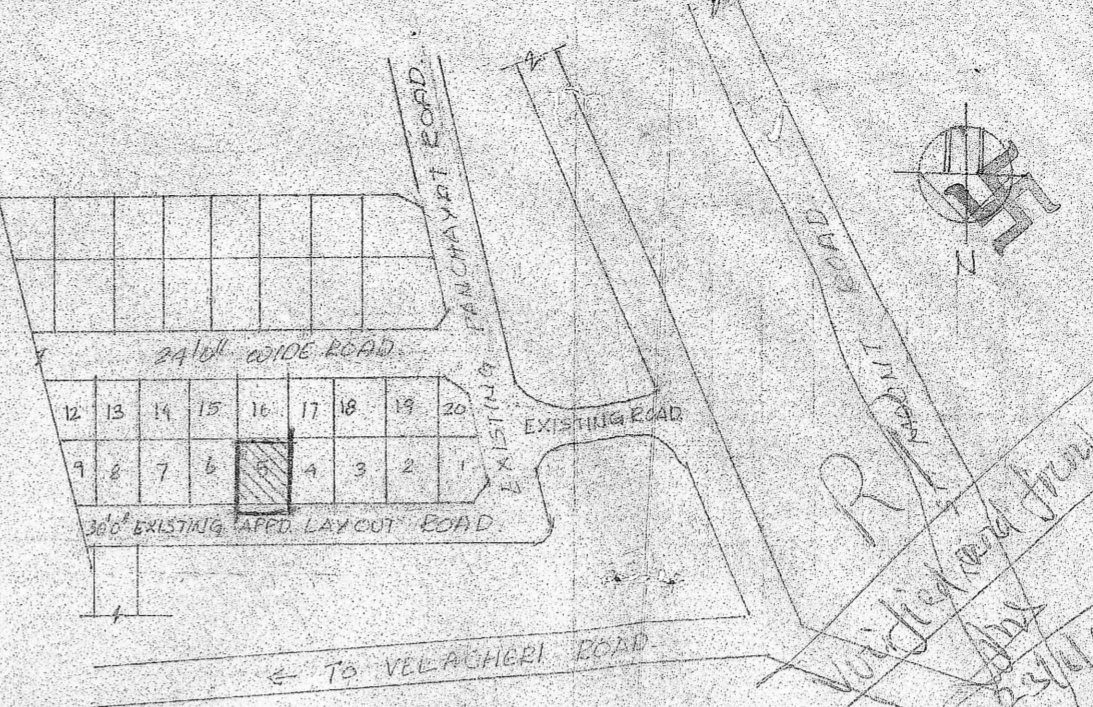 EXISTING PANCHAYAT ROAD.
24'0" WIDE ROAD.
12 13 14 15 16 17 18 19 20
9 8 7 6 5 4 3 2 1
EXISTING ROAD
30'0" EXISTING APPD. LAYOUT ROAD.
← TO VELACHERI ROAD
ROAD
N
R
Verified and found